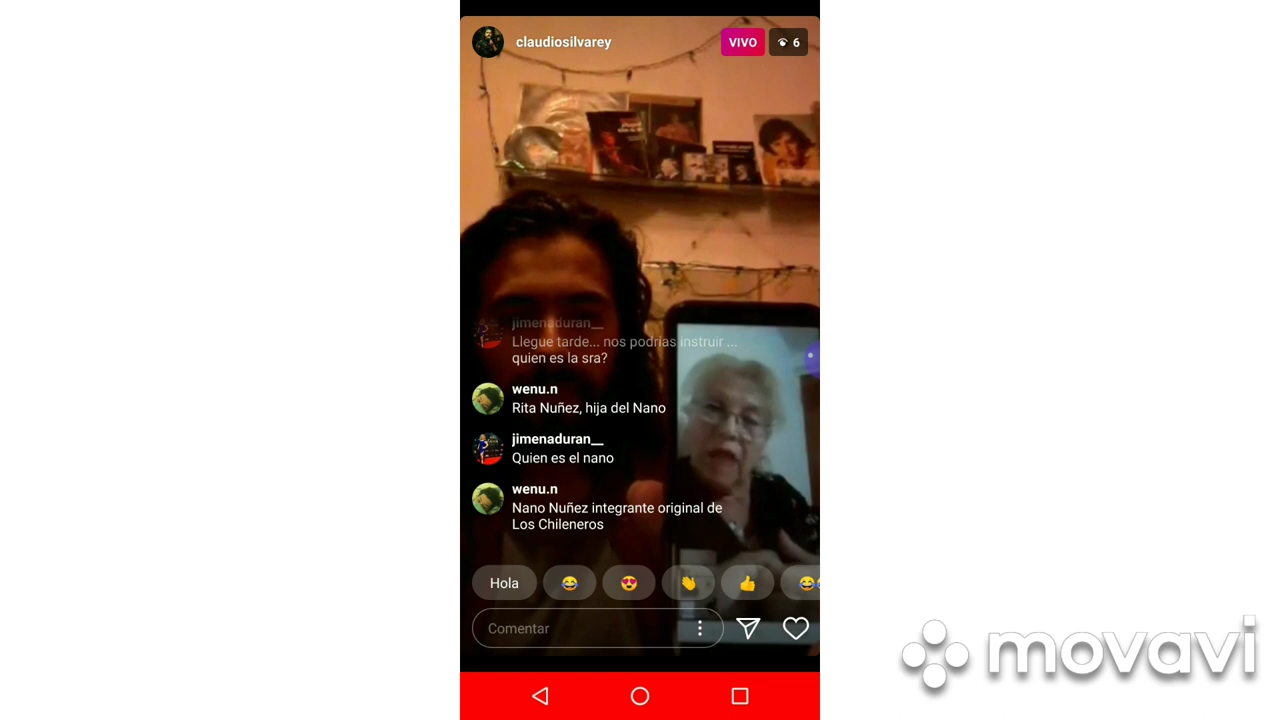 claudiosilvarey
VIVO
6
jimenaduran__
Llegue tarde... nos podrias instruir ...
quien es la sra?
wenu.n
Rita Nuñez, hija del Nano
jimenaduran__
Quien es el nano
wenu.n
Nano Nuñez integrante original de
Los Chileneros
Hola
Comentar
movavi